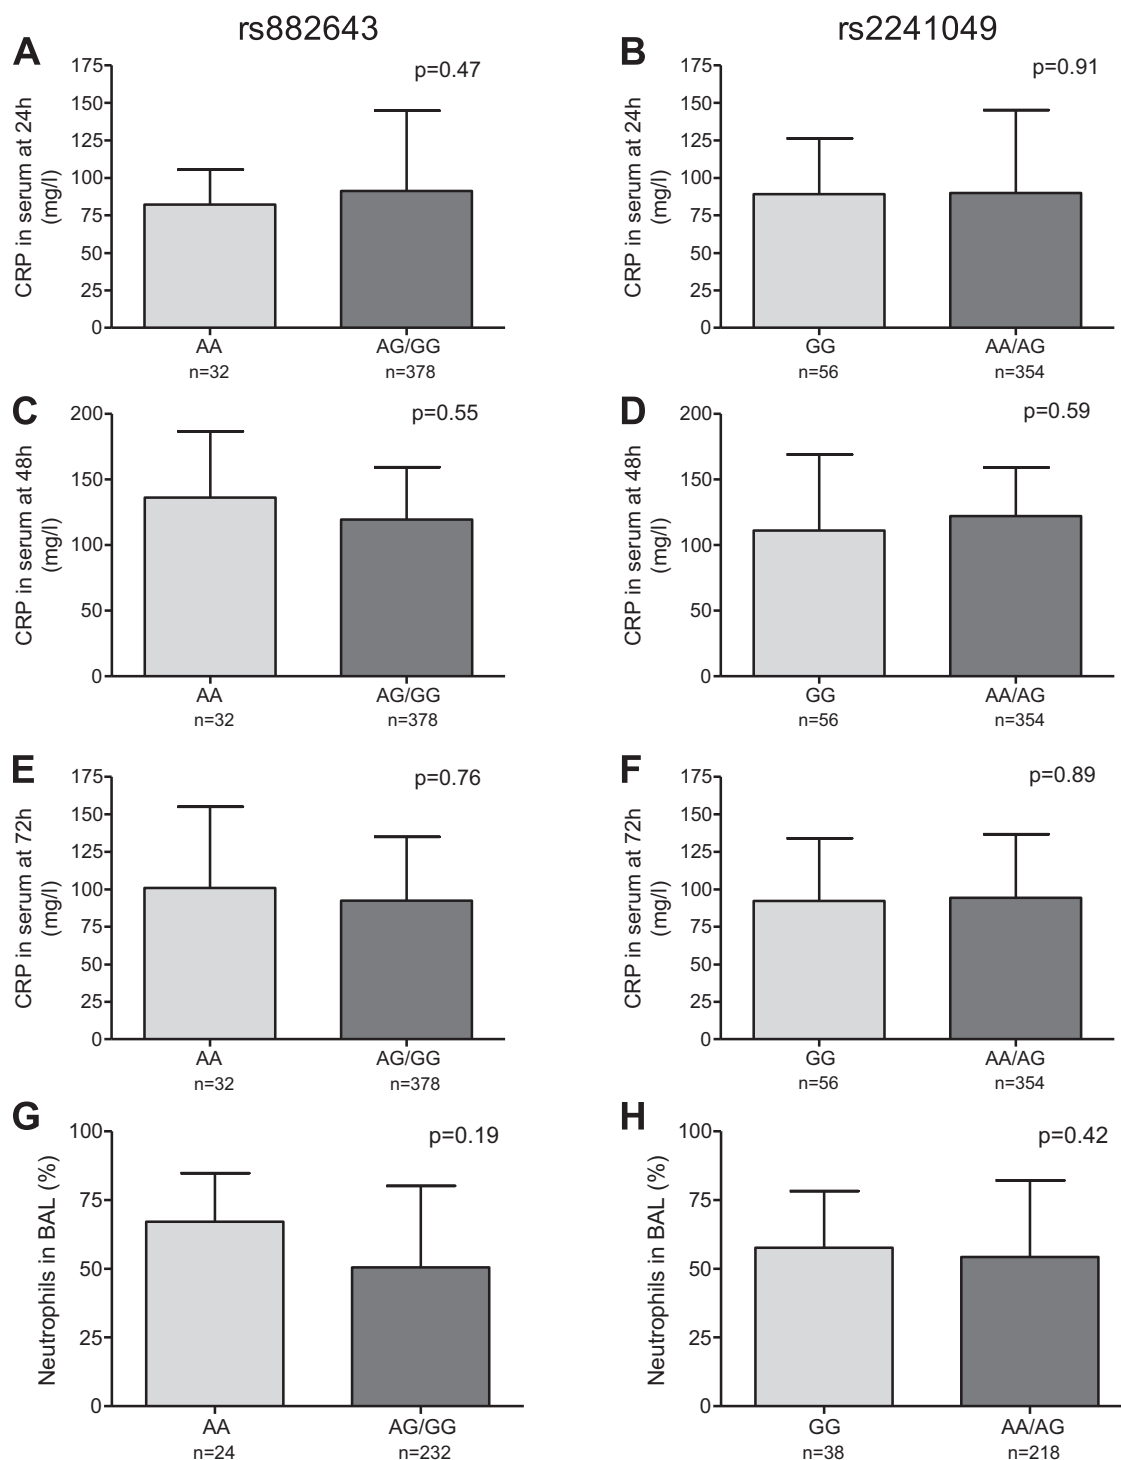 rs882643
rs2241049
A
CRP in serum at 24h
(mg/l)
175
150
125
100
75
50
25
0
p=0.47
AA
AG/GG
n=32
n=378
B
CRP in serum at 24h
(mg/l)
175
150
125
100
75
50
25
0
p=0.91
GG
AA/AG
n=56
n=354
C
CRP in serum at 48h
(mg/l)
200
150
100
50
0
p=0.55
AA
AG/GG
n=32
n=378
D
CRP in serum at 48h
(mg/l)
200
150
100
50
0
p=0.59
GG
AA/AG
n=56
n=354
E
CRP in serum at 72h
(mg/l)
175
150
125
100
75
50
25
0
p=0.76
AA
AG/GG
n=32
n=378
F
CRP in serum at 72h
(mg/l)
175
150
125
100
75
50
25
0
p=0.89
GG
AA/AG
n=56
n=354
G
Neutrophils in BAL (%)
100
75
50
25
0
p=0.19
AA
AG/GG
n=24
n=232
H
Neutrophils in BAL (%)
100
75
50
25
0
p=0.42
GG
AA/AG
n=38
n=218